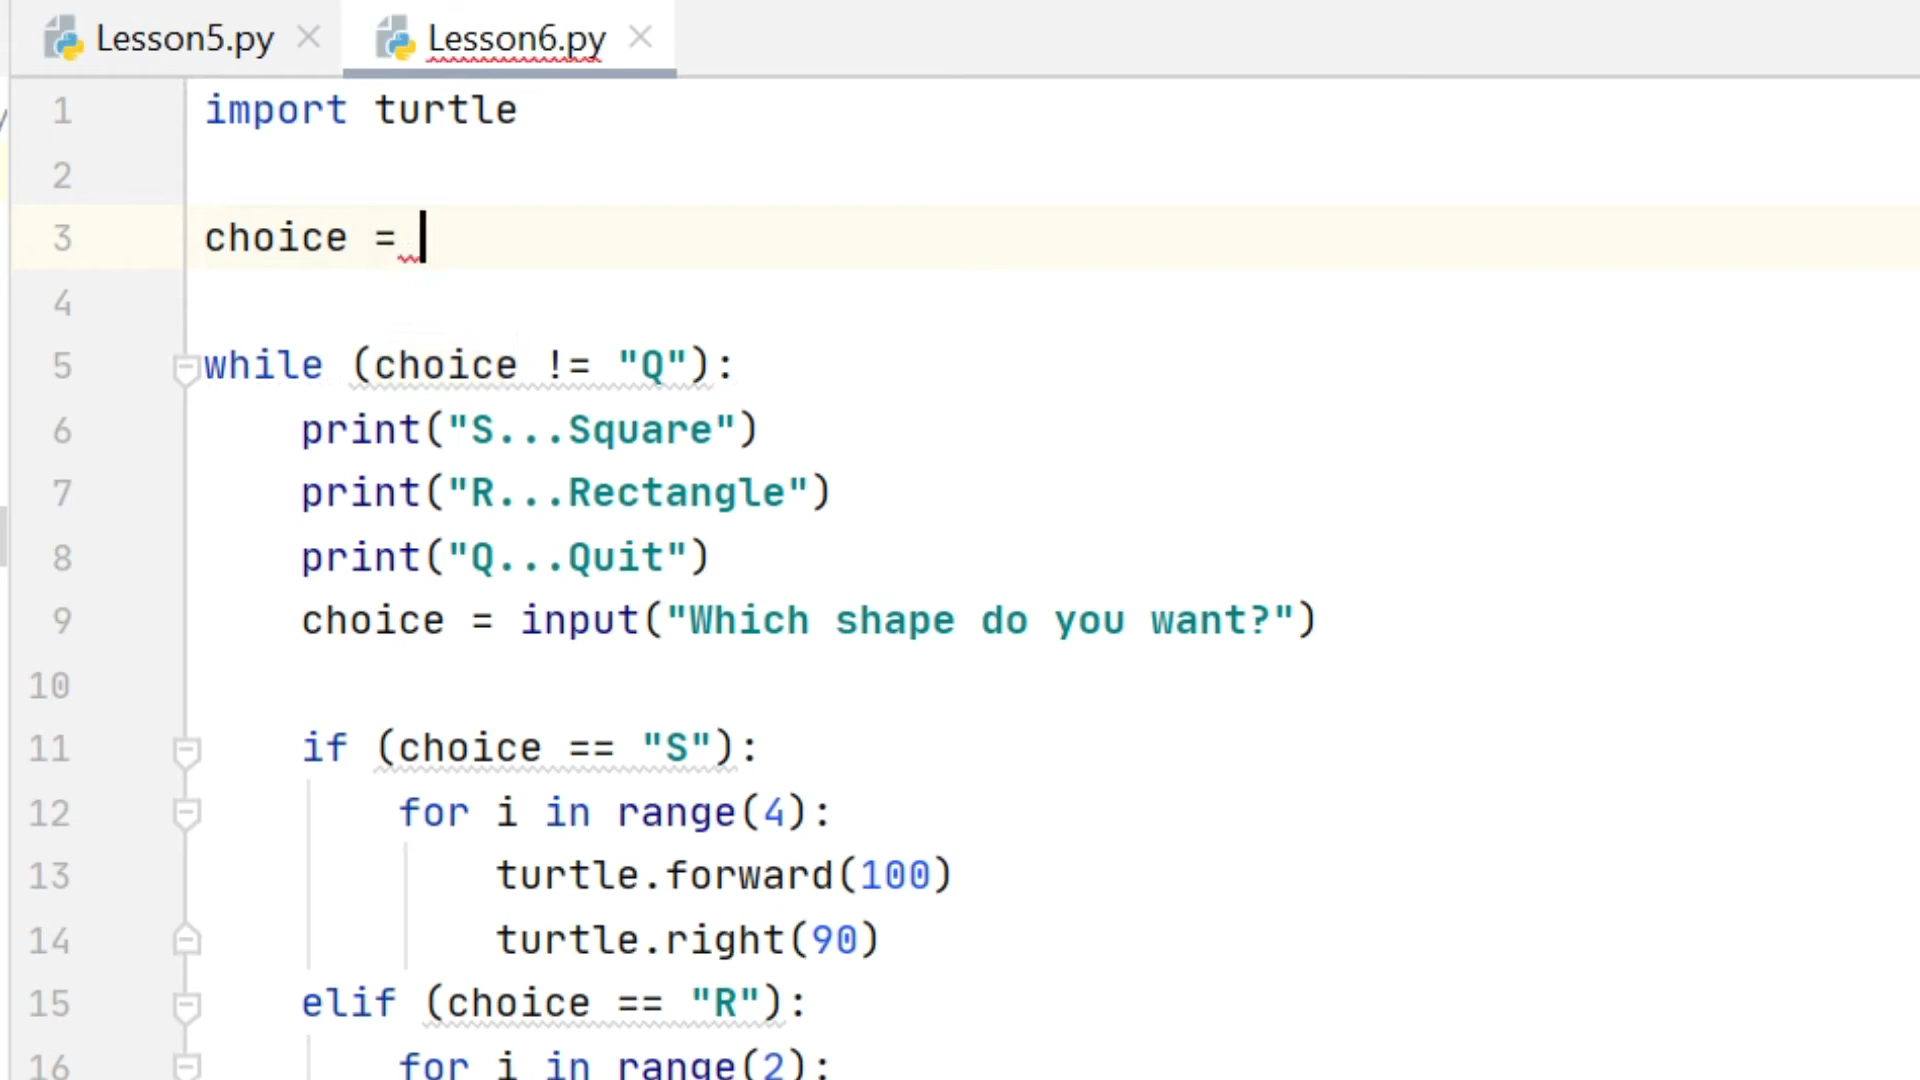 Lesson5.py Lesson6.py
1 import turtle
2
3 choice =
4
5 while (choice != "Q"):
6 print("S...Square")
7 print("R...Rectangle")
8 print("Q...Quit")
9 choice = input("Which shape do you want?")
10
11 if (choice == "S"):
12 for i in range(4):
13 turtle.forward(100)
14 turtle.right(90)
15 elif (choice == "R"):
16 for i in range(2):